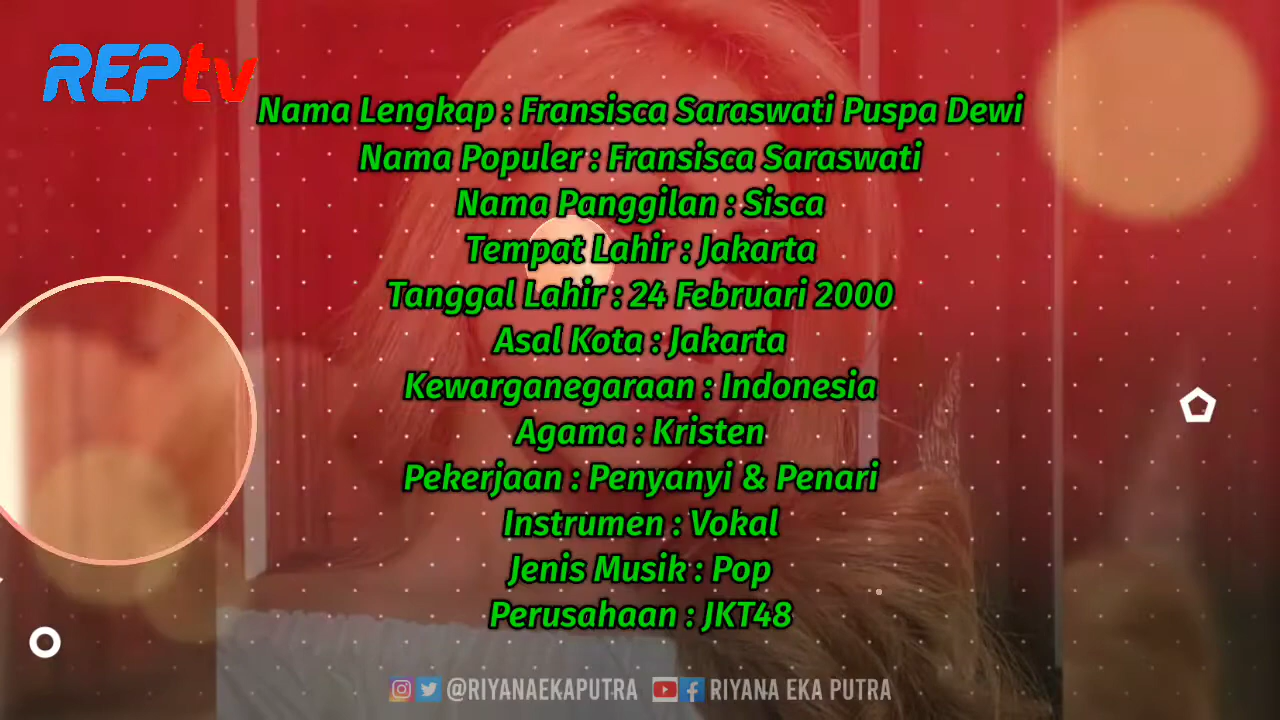 REPtv
Nama Lengkap : Fransisca Saraswati Puspa Dewi
Nama Populer : Fransisca Saraswati
Nama Panggilan : Sisca
Tempat Lahir : Jakarta
Tanggal Lahir : 24 Februari 2000
Asal Kota : Jakarta
Kewarganegaraan : Indonesia
Agama : Kristen
Pekerjaan : Penyanyi & Penari
Instrumen : Vokal
Jenis Musik : Pop
Perusahaan : JKT48
@RIYANAEKAPUTRA RIYANA EKA PUTRA